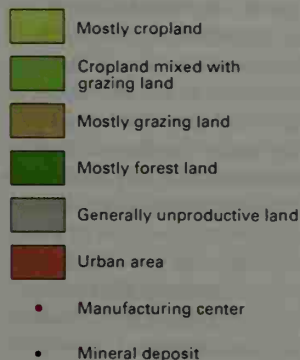 Mostly cropland
Cropland mixed with
grazing land
Mostly grazing land
Mostly forest land
Generally unproductive land
Urban area
Manufacturing center
Mineral deposit